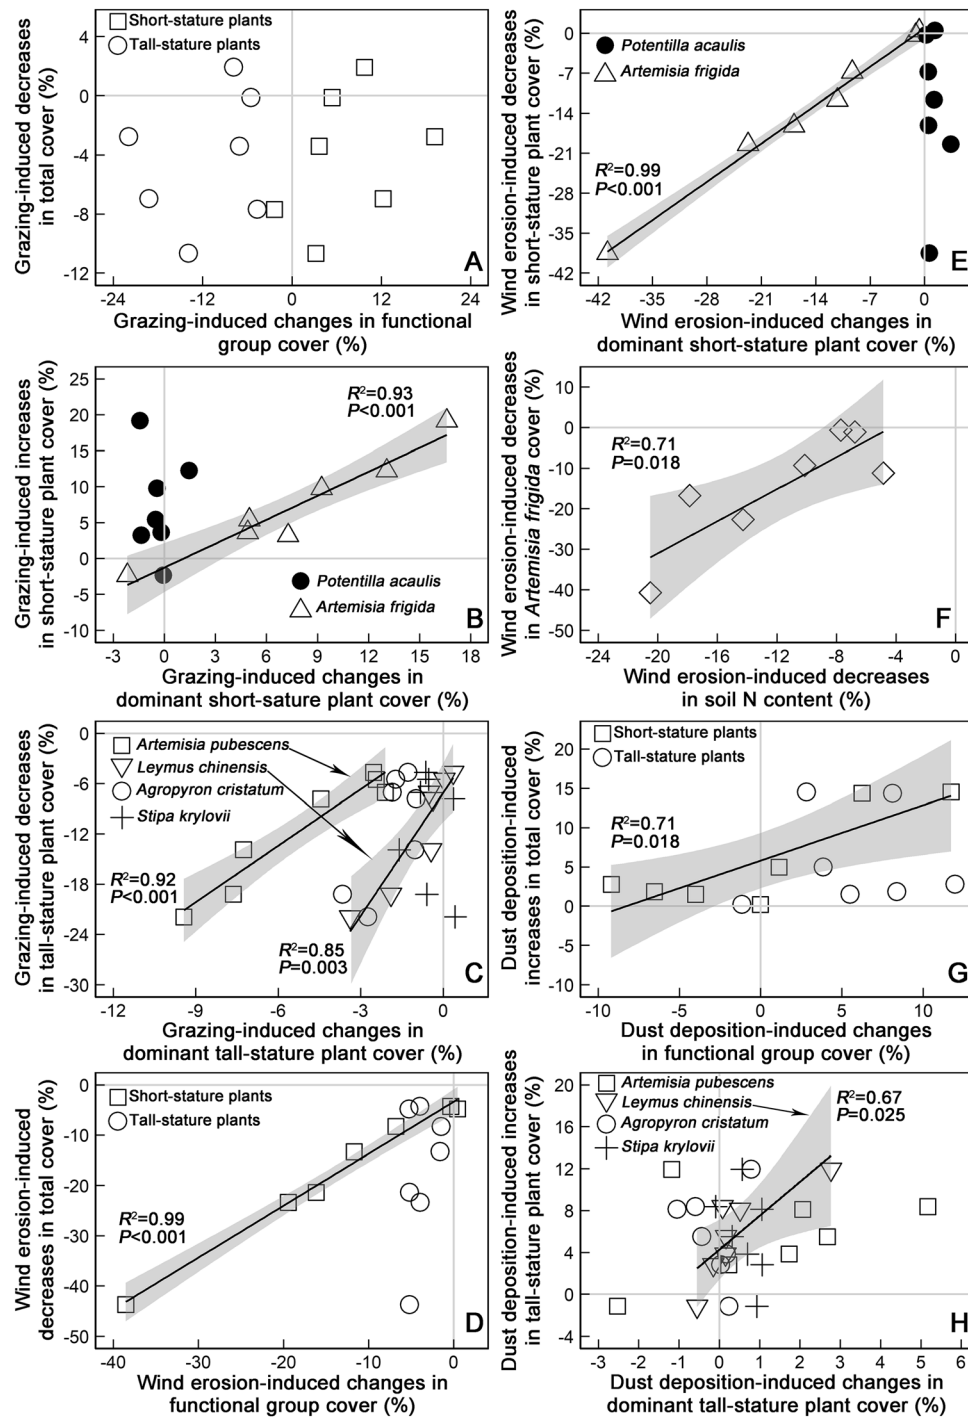 Grazing-induced decreases
in total cover (%)
Short-stature plants
Tall-stature plants
4
0
-4
-8
-12
A
-24 -12 0 12 24
Grazing-induced changes in functional
group cover (%)
Wind erosion-induced decreases
in short-stature plant cover (%)
0
-7
-14
-21
-28
-35
-42
Potentilla acaulis
Artemisia frigida
R²=0.99
P<0.001
E
-42 -35 -28 -21 -14 -7 0
Wind erosion-induced changes in
dominant short-stature plant cover (%)
Grazing-induced increases
in short-stature plant cover (%)
25
20
15
10
5
0
-5
-10
R²=0.93
P<0.001
Potentilla acaulis
Artemisia frigida
B
-3 0 3 6 9 12 15 18
Grazing-induced changes in
dominant short-sature plant cover (%)
Wind erosion-induced decreases
in Artemisia frigida cover (%)
10
0
-10
-20
-30
-40
-50
R²=0.71
P=0.018
F
-24 -20 -16 -12 -8 -4 0
Wind erosion-induced decreases
in soil N content (%)
Grazing-induced decreases
in tall-stature plant cover (%)
0
-6
-12
-18
-24
-30
Artemisia pubescens
Leymus chinensis
Agropyron cristatum
Stipa krylovii
R²=0.92
P<0.001
R²=0.85
P=0.003
C
-12 -9 -6 -3 0
Grazing-induced changes in
dominant tall-stature plant cover (%)
Dust deposition-induced
increases in total cover (%)
20
15
10
5
0
-5
-10
Short-stature plants
Tall-stature plants
R²=0.71
P=0.018
G
-10 -5 0 5 10
Dust deposition-induced changes
in functional group cover (%)
Wind erosion-induced
decreases in total cover (%)
0
-10
-20
-30
-40
-50
Short-stature plants
Tall-stature plants
R²=0.99
P<0.001
D
-40 -30 -20 -10 0
Wind erosion-induced changes in
functional group cover (%)
Dust deposition-induced increases
in tall-stature plant cover (%)
20
16
12
8
4
0
-4
Artemisia pubescens
Leymus chinensis
Agropyron cristatum
Stipa krylovii
R²=0.67
P=0.025
H
-3 -2 -1 0 1 2 3 4 5 6
Dust deposition-induced changes in
dominant tall-stature plant cover (%)